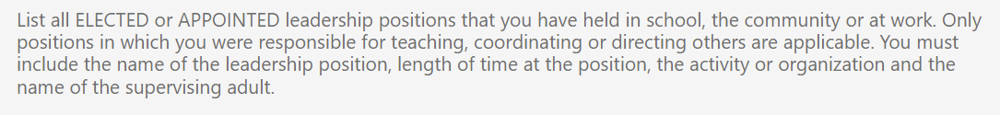 List all ELECTED or APPOINTED leadership positions that you have held in school, the community or at work. Only
positions in which you were responsible for teaching, coordinating or directing others are applicable. You must
include the name of the leadership position, length of time at the position, the activity or organization and the
name of the supervising adult.